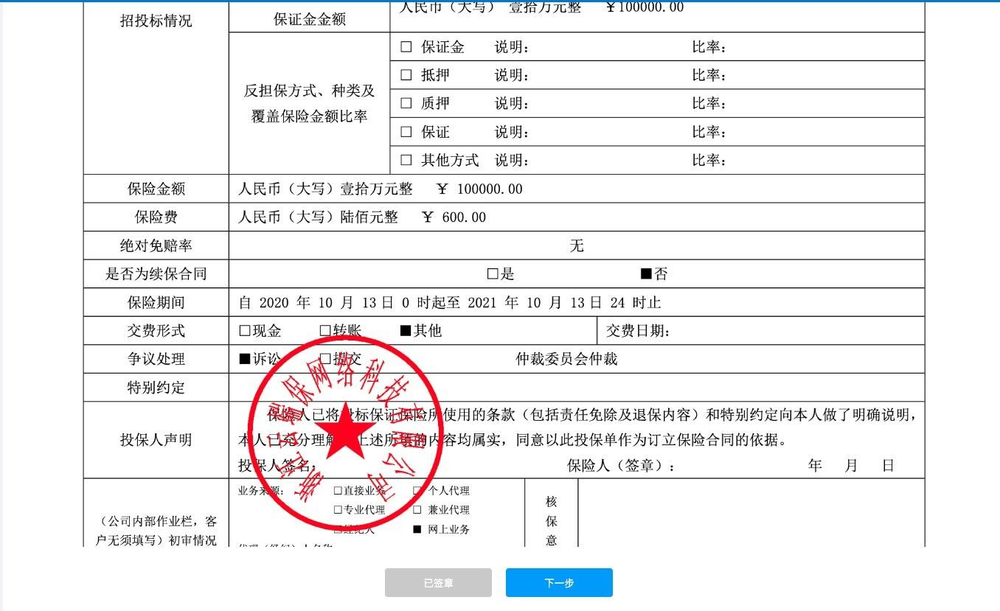 招投标情况
保证金金额
人民币（大写） 壹拾万元整 ￥100000.00
反担保方式、种类及
覆盖保险金额比率
□ 保证金 说明： 比率：
□ 抵押 说明： 比率：
□ 质押 说明： 比率：
□ 保证 说明： 比率：
□ 其他方式 说明： 比率：
保险金额 人民币（大写）壹拾万元整 ￥ 100000.00
保险费 人民币（大写）陆佰元整 ￥ 600.00
绝对免赔率 无
是否为续保合同 □是 ■否
保险期间 自 2020 年 10 月 13日 0 时起至 2021 年 10 月 13日 24 时止
交费形式 □现金 □转账 ■其他 交费日期：
争议处理 ■诉讼 □提交 仲裁委员会仲裁
特别约定
投保人声明
保险人已将投标保证保险所使用的条款（包括责任免除及退保内容）和特别约定向本人做了明确说明，
本人已充分理解。上述所填的内容均属实，同意以此投保单作为订立保险合同的依据。
投保人签名： 保险人（签章）： 年 月 日
保网络科技有限公司
（公司内部作业栏，客
户无须填写）初审情况
业务来源： □直接业务 □ 个人代理
□专业代理 □ 兼业代理
□经纪人 ■ 网上业务
代理（经纪）人名称
核
保
意
已签章 下一步